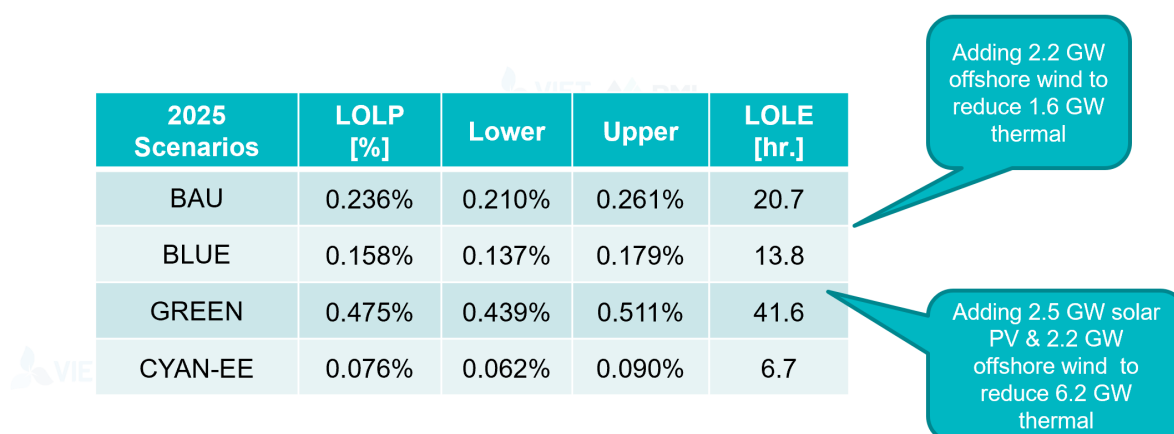 Adding 2.2 GW
offshore wind to
reduce 1.6 GW
thermal
2025
Scenarios
LOLP
[%]
Lower
Upper
LOLE
[hr.]
BAU 0.236% 0.210% 0.261% 20.7
BLUE 0.158% 0.137% 0.179% 13.8
GREEN 0.475% 0.439% 0.511% 41.6
CYAN-EE 0.076% 0.062% 0.090% 6.7
Adding 2.5 GW solar
PV & 2.2 GW
offshore wind to
reduce 6.2 GW
thermal
VIE